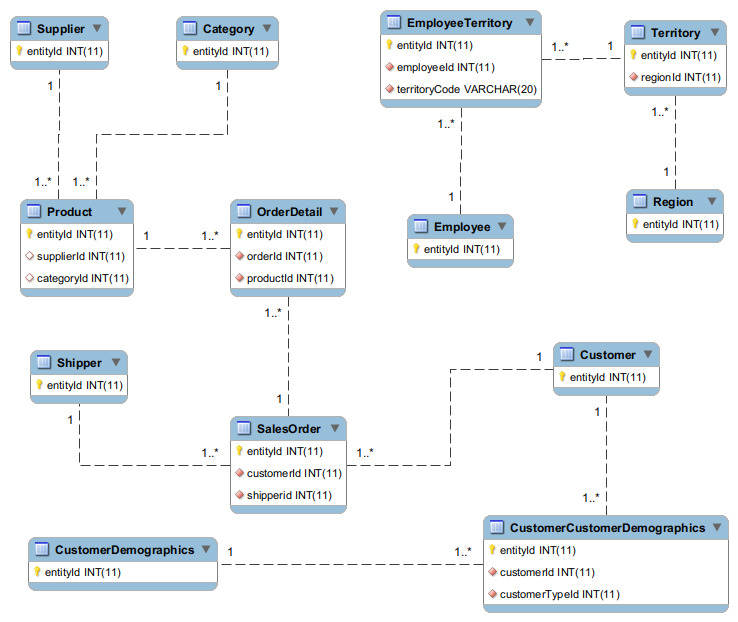 Supplier
entityId INT(11)
Category
entityId INT(11)
EmployeeTerritory
entityId INT(11)
employeeId INT(11)
territoryCode VARCHAR(20)
Territory
entityId INT(11)
regionId INT(11)
1..*
1
1
1
1..*
1..*
1..*
1..*
1
1
Product
entityId INT(11)
supplierId INT(11)
categoryId INT(11)
1
1..*
OrderDetail
entityId INT(11)
orderId INT(11)
productId INT(11)
Employee
entityId INT(11)
Region
entityId INT(11)
1..*
1
Shipper
entityId INT(11)
1
1..*
SalesOrder
entityId INT(11)
customerId INT(11)
shipperid INT(11)
1..*
1
Customer
entityId INT(11)
1
1..*
CustomerDemographics
entityId INT(11)
1
1..*
CustomerCustomerDemographics
entityId INT(11)
customerId INT(11)
customerTypeId INT(11)